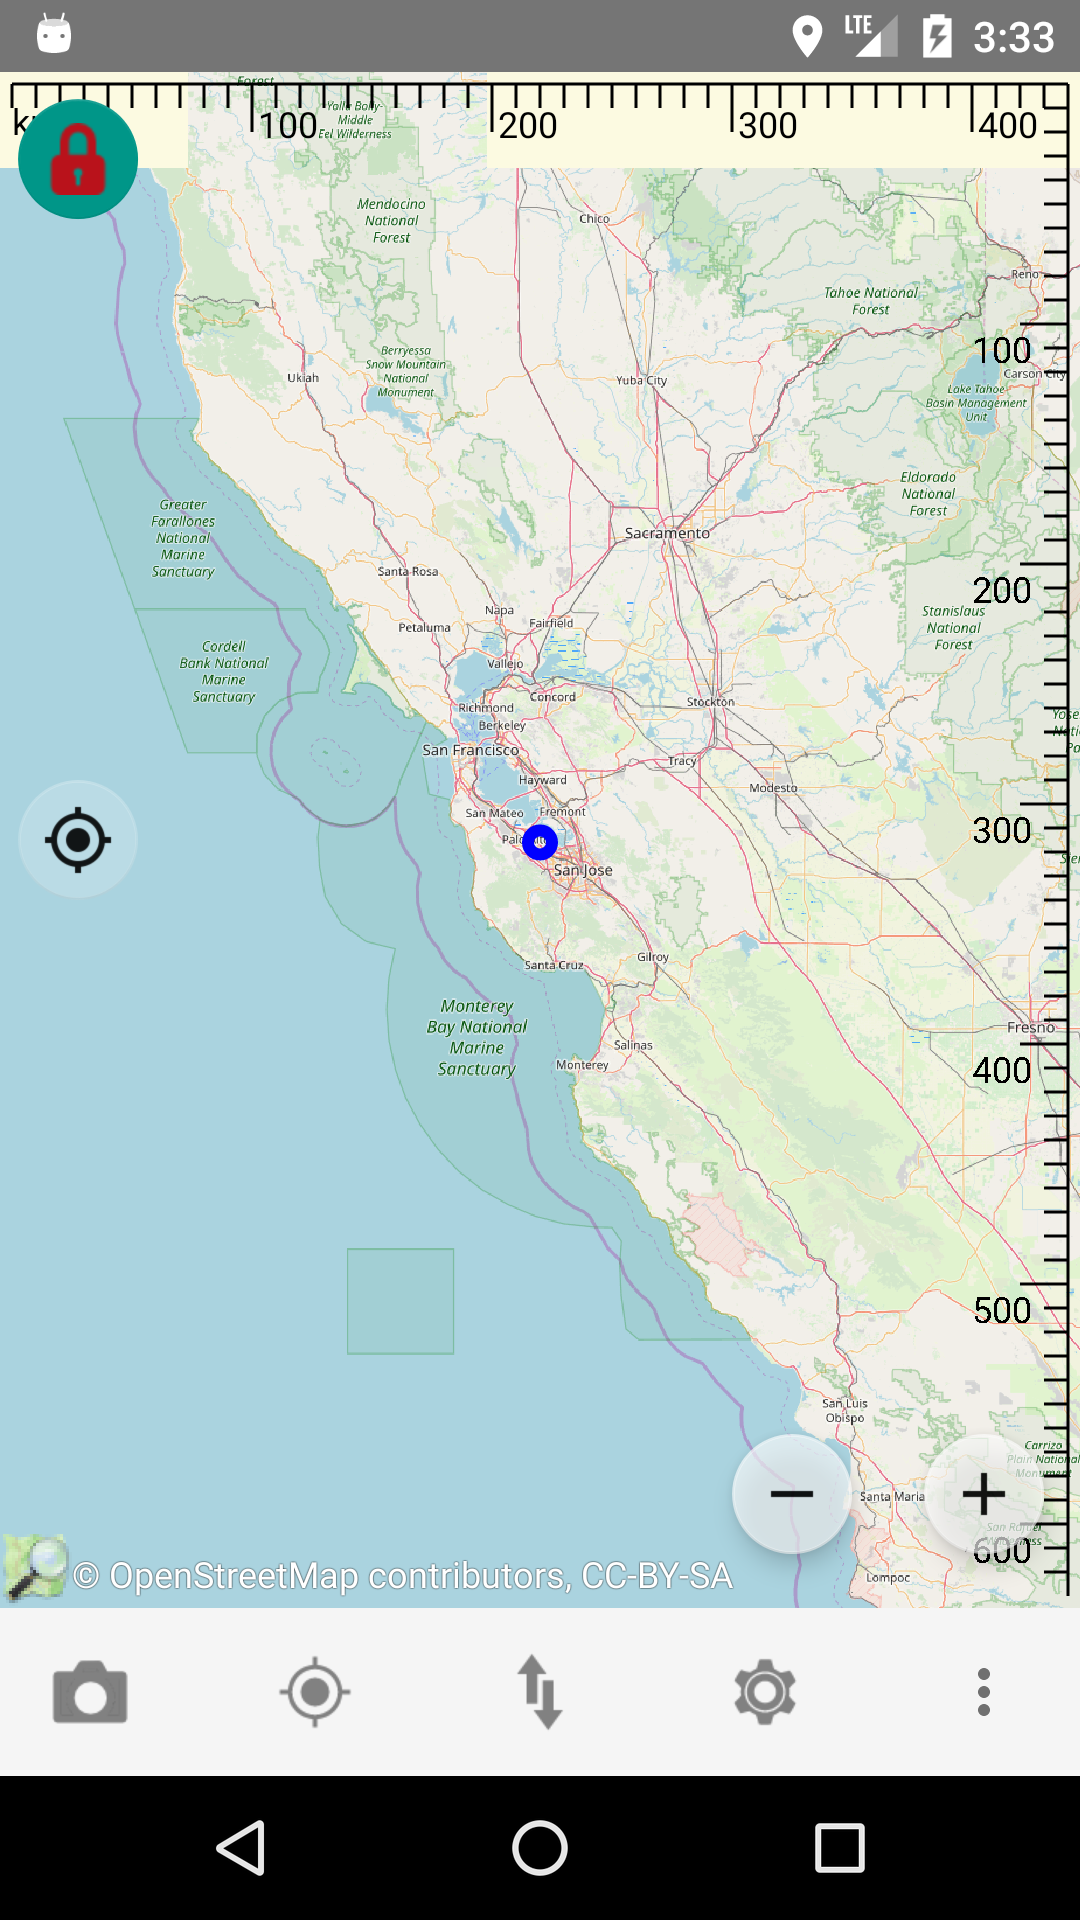 LTE
3:33
Forest
100
200
300
400
Yolla Bolly-
Middle
Eel Wilderness
Mendocino
National
Forest
Chico
Reno
Tahoe National
Forest
100
Berryessa
Snow Mountain
National
Monument
Ukiah
Yuba City
Carson City
Lake Tahoe
Basin Management
Unit
Eldorado
National
Forest
Greater
Farallones
National
Marine
Sanctuary
Sacramento
Santa Rosa
200
Napa
Fairfield
Petaluma
Stanislaus
National
Forest
Cordell
Bank National
Marine
Sanctuary
Vallejo
Concord
Richmond
Berkeley
Stockton
San Francisco
Tracy
Hayward
Modesto
San Mateo
Fremont
300
San Jose
Santa Cruz
Gilroy
Monterey
Bay National
Marine
Sanctuary
Salinas
Monterey
Fresno
400
500
San Luis
Obispo
Carrizo
Plain National
Monument
Santa Maria
San Rafael
Wilderness
600
Lompoc
© OpenStreetMap contributors, CC-BY-SA